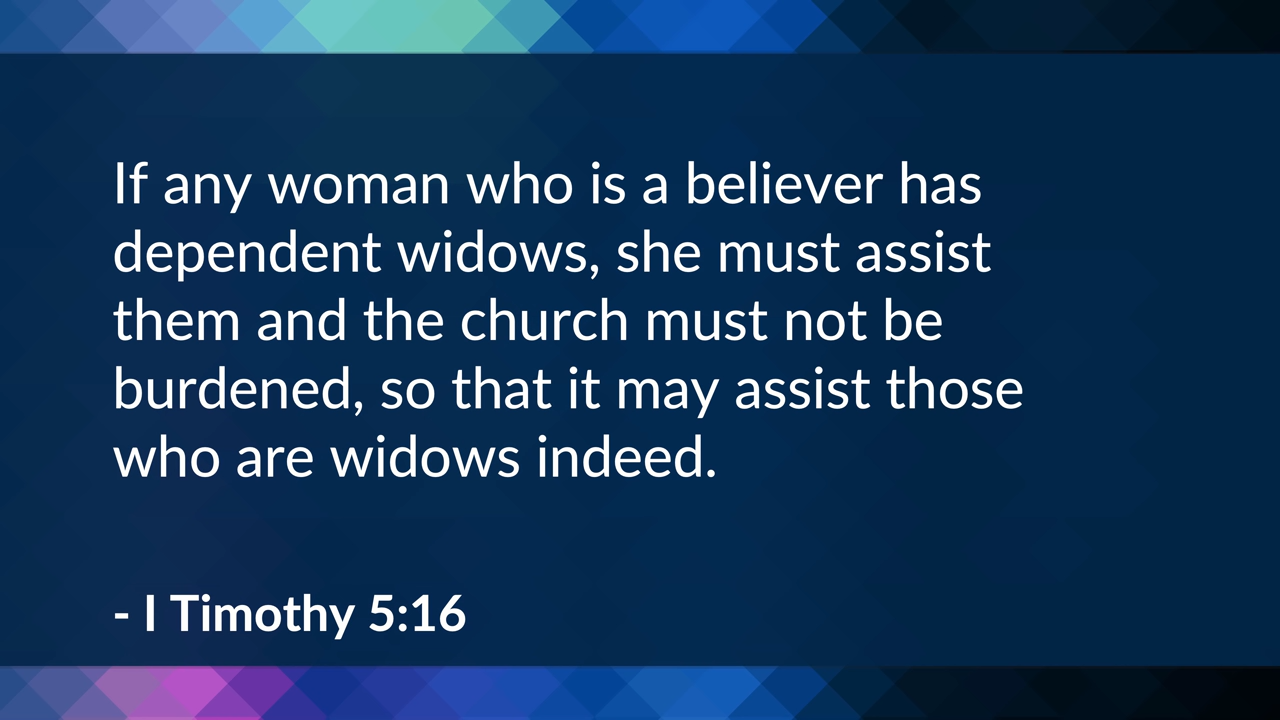 If any woman who is a believer has
dependent widows, she must assist
them and the church must not be
burdened, so that it may assist those
who are widows indeed.
- I Timothy 5:16